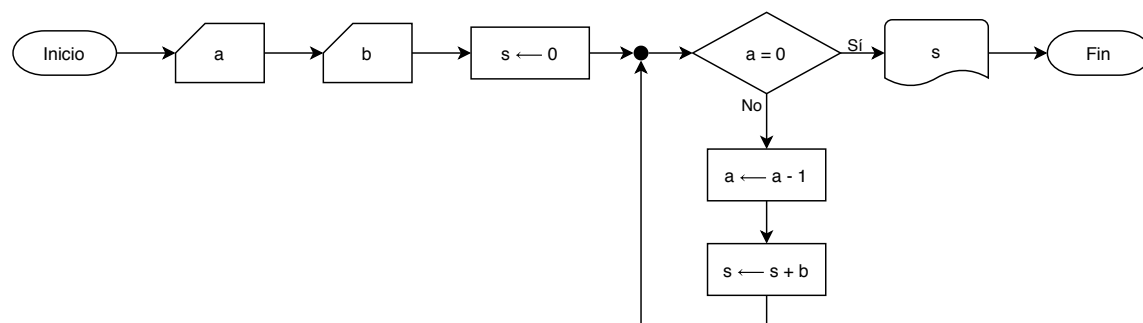 Inicio
a
b
s ⟵ 0
a = 0
Sí
s
Fin
No
a ⟵ a - 1
s ⟵ s + b